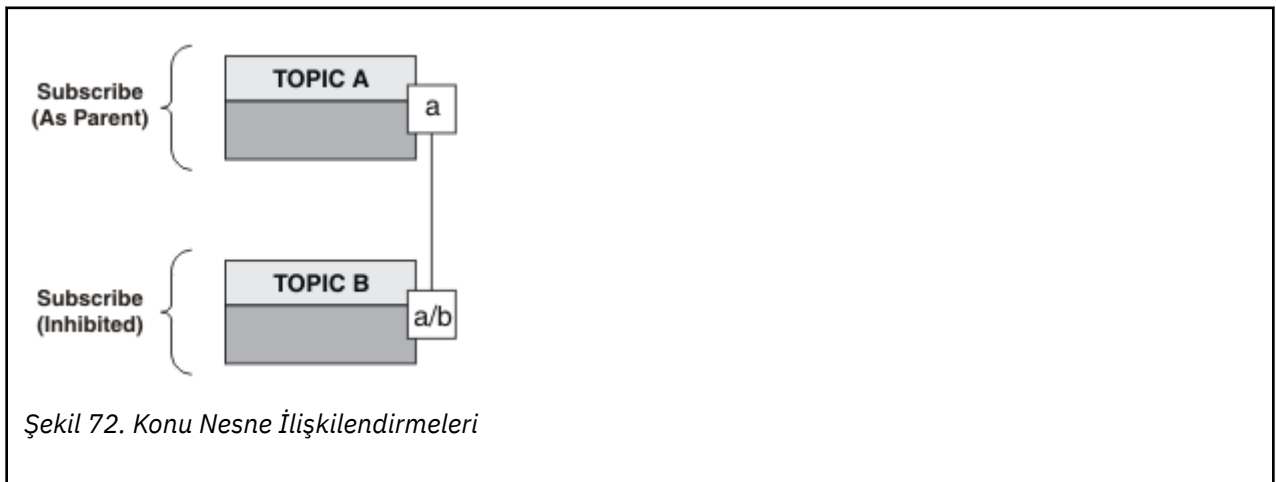 Subscribe
(As Parent)
TOPIC A
a
Subscribe
(Inhibited)
TOPIC B
a/b
Şekil 72. Konu Nesne İlişkilendirmeleri